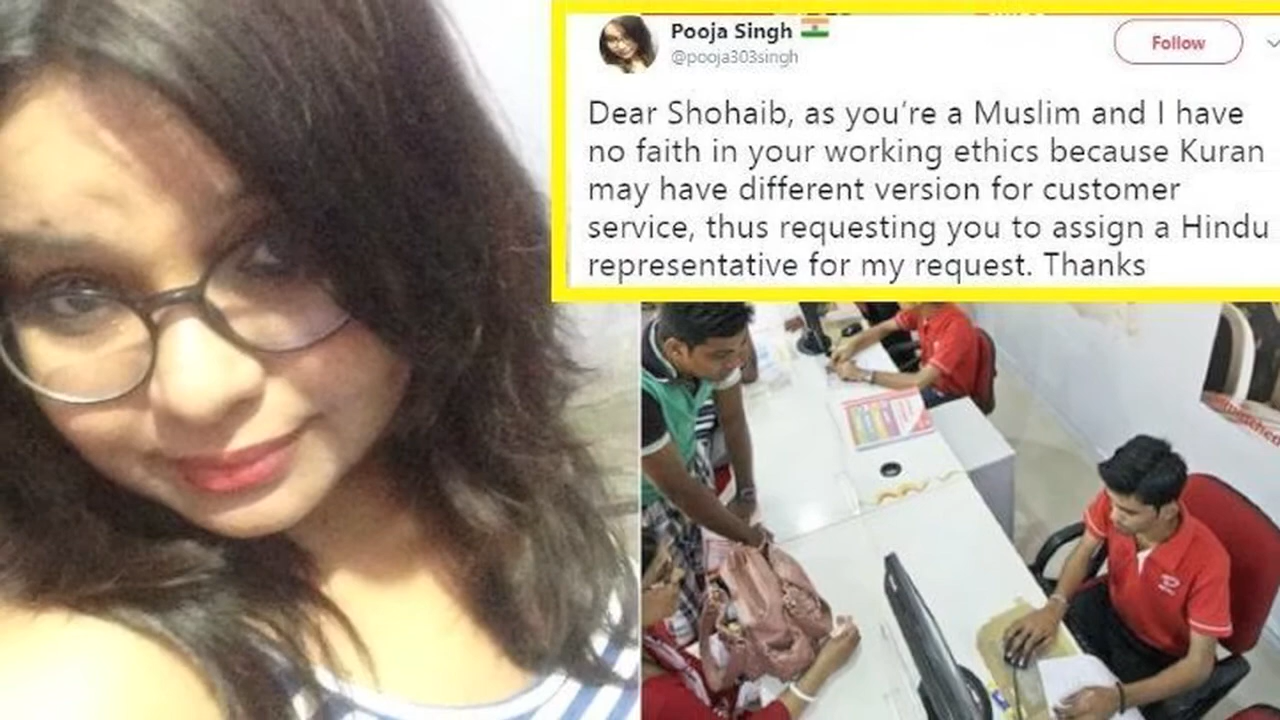 Pooja Singh
@pooja303singh
Follow
Dear Shohaib, as you’re a Muslim and I have
no faith in your working ethics because Kuran
may have different version for customer
service, thus requesting you to assign a Hindu
representative for my request. Thanks